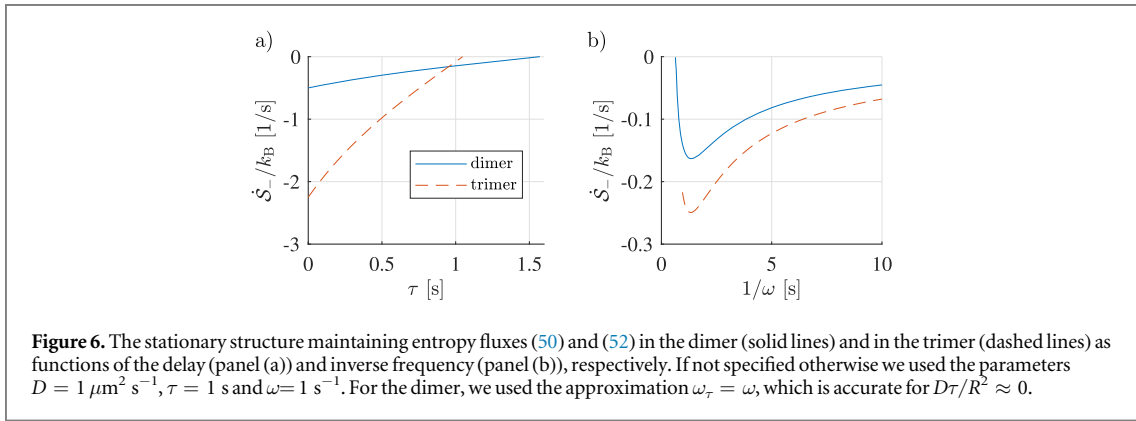 a)
b)
0
-1
-2
-3
Ṡ₋/k_B [1/s]
0
0.5
1
1.5
τ [s]
dimer
trimer
0
-0.1
-0.2
-0.3
Ṡ₋/k_B [1/s]
0
5
10
1/ω [s]
Figure 6. The stationary structure maintaining entropy fluxes (50) and (52) in the dimer (solid lines) and in the trimer (dashed lines) as
functions of the delay (panel (a)) and inverse frequency (panel (b)), respectively. If not specified otherwise we used the parameters
D = 1 μm² s⁻¹, τ = 1 s and ω= 1 s⁻¹. For the dimer, we used the approximation ω_τ = ω, which is accurate for Dτ/R² ≈ 0.